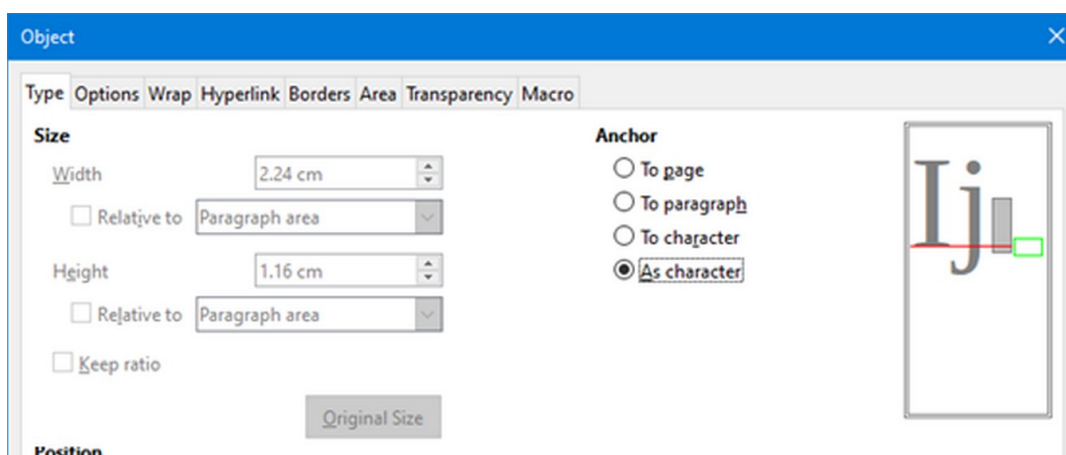 Object
Type Options Wrap Hyperlink Borders Area Transparency Macro
Size
Width 2.24 cm
Relative to Paragraph area
Height 1.16 cm
Relative to Paragraph area
Keep ratio
Original Size
Position
Anchor
To page
To paragraph
To character
As character
Ij